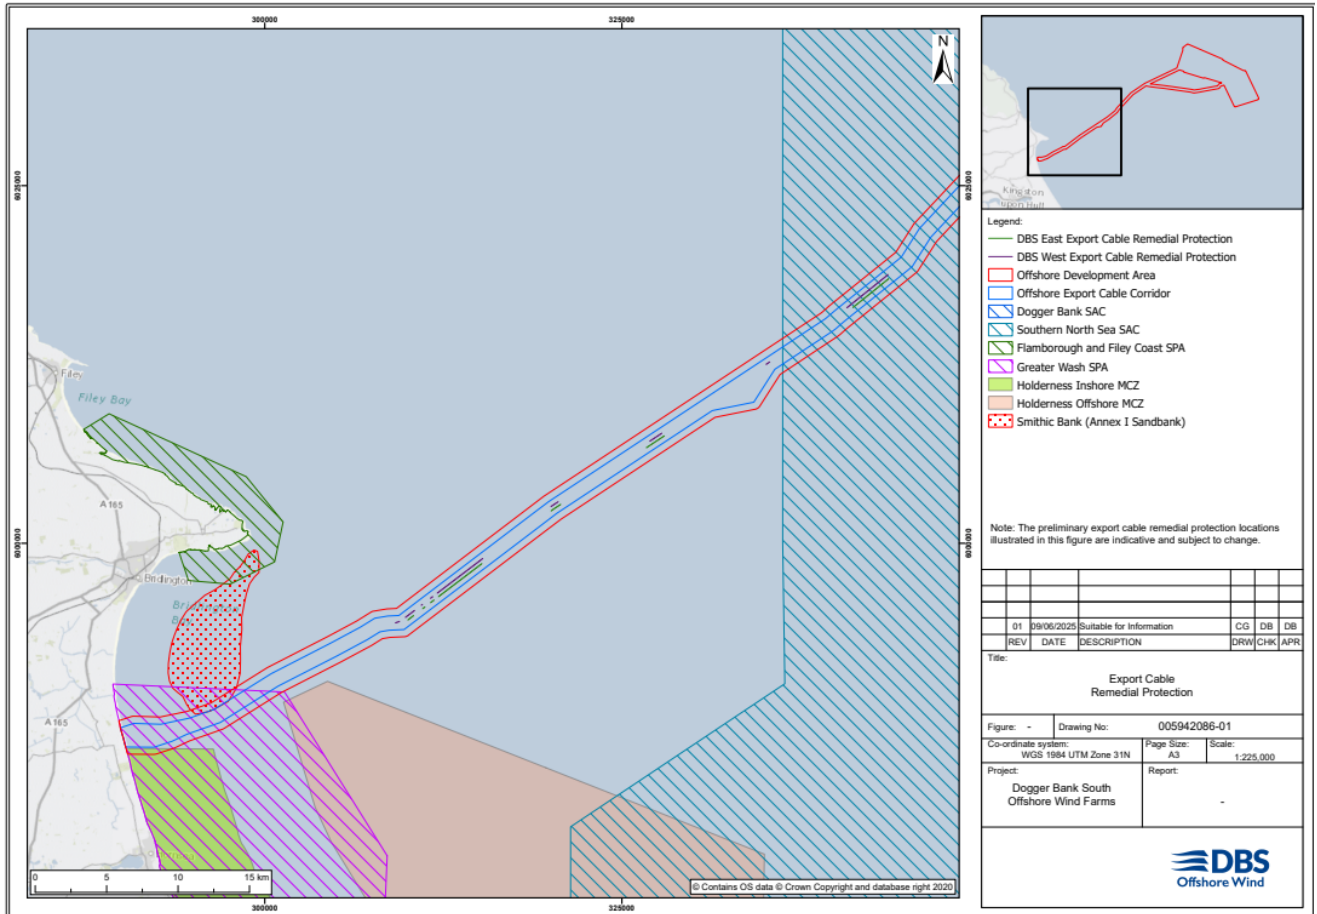 300000
325000
N
6025000
6025000
Filey
Filey Bay
A 165
6000000
6000000
Bridlington
A 165
0 5 10 15 km
© Contains OS data © Crown Copyright and database right 2020
300000
325000
Kingston
upon Hull
Legend:
DBS East Export Cable Remedial Protection
DBS West Export Cable Remedial Protection
Offshore Development Area
Offshore Export Cable Corridor
Dogger Bank SAC
Southern North Sea SAC
Flamborough and Filey Coast SPA
Greater Wash SPA
Holderness Inshore MCZ
Holderness Offshore MCZ
Smithic Bank (Annex I Sandbank)
Note: The preliminary export cable remedial protection locations
illustrated in this figure are indicative and subject to change.
01 09/06/2025 Suitable for Information CG DB DB
REV DATE DESCRIPTION DRW CHK APR
Title:
Export Cable
Remedial Protection
Figure: - Drawing No: 005942086-01
Co-ordinate system: Page Size: Scale:
WGS 1984 UTM Zone 31N A3 1:225,000
Project: Report:
Dogger Bank South
Offshore Wind Farms
-
DBS
Offshore Wind